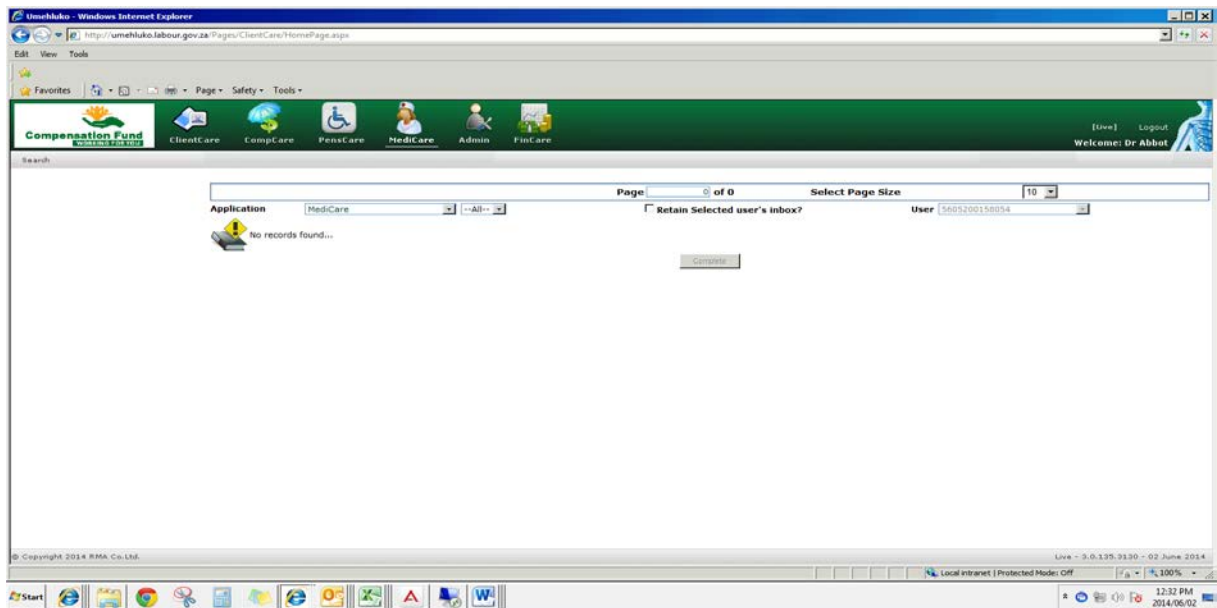 Umehluko - Windows Internet Explorer
http://umehluko.labour.gov.za/Pages/ClientCare/HomePage.aspx
Edit View Tools
Favorites Page Safety Tools
Compensation Fund
WORKING FOR YOU
ClientCare CompCare PensCare MediCare Admin FinCare
[Live] Logout
Welcome: Dr Abbot
Search
Page 0 of 0 Select Page Size 10
Application MediCare --All-- Retain Selected user's inbox? User 5605200158054
No records found...
Complete
© Copyright 2014 RMA Co.Ltd. Live - 3.0.135.3130 - 02 June 2014
Local intranet | Protected Mode: Off 100%
Start 12:32 PM
2014/06/02